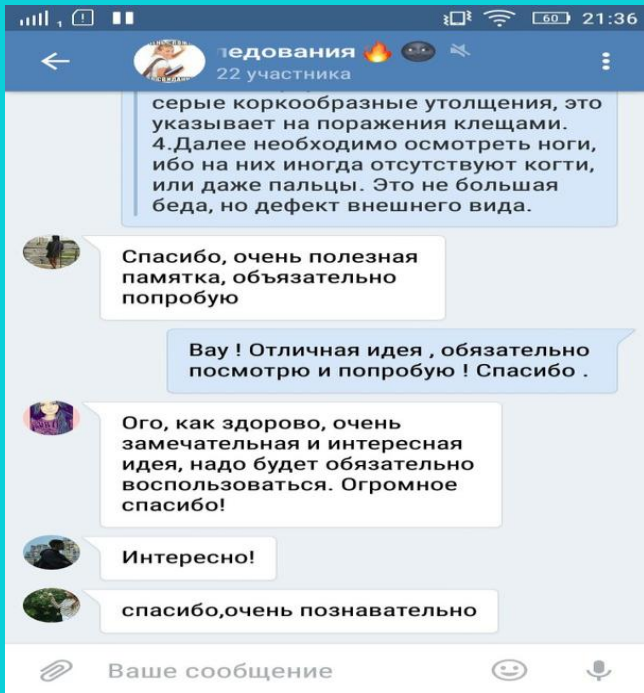 60 21:36
ледования
22 участника
серые коркообразные утолщения, это
указывает на поражения клещами.
4.Далее необходимо осмотреть ноги,
ибо на них иногда отсутствуют когти,
или даже пальцы. Это не большая
беда, но дефект внешнего вида.
Спасибо, очень полезная
памятка, объязательно
попробую
Вау ! Отличная идея , обязательно
посмотрю и попробую ! Спасибо .
Ого, как здорово, очень
замечательная и интересная
идея, надо будет обязательно
воспользоваться. Огромное
спасибо!
Интересно!
спасибо,очень познавательно
Ваше сообщение